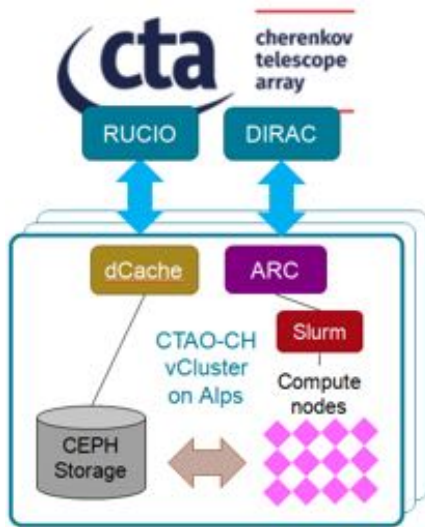 cta
cherenkov
telescope
array
RUCIO
DIRAC
dCache
ARC
Slurm
CTAO-CH
vCluster
on Alps
Compute
nodes
CEPH
Storage